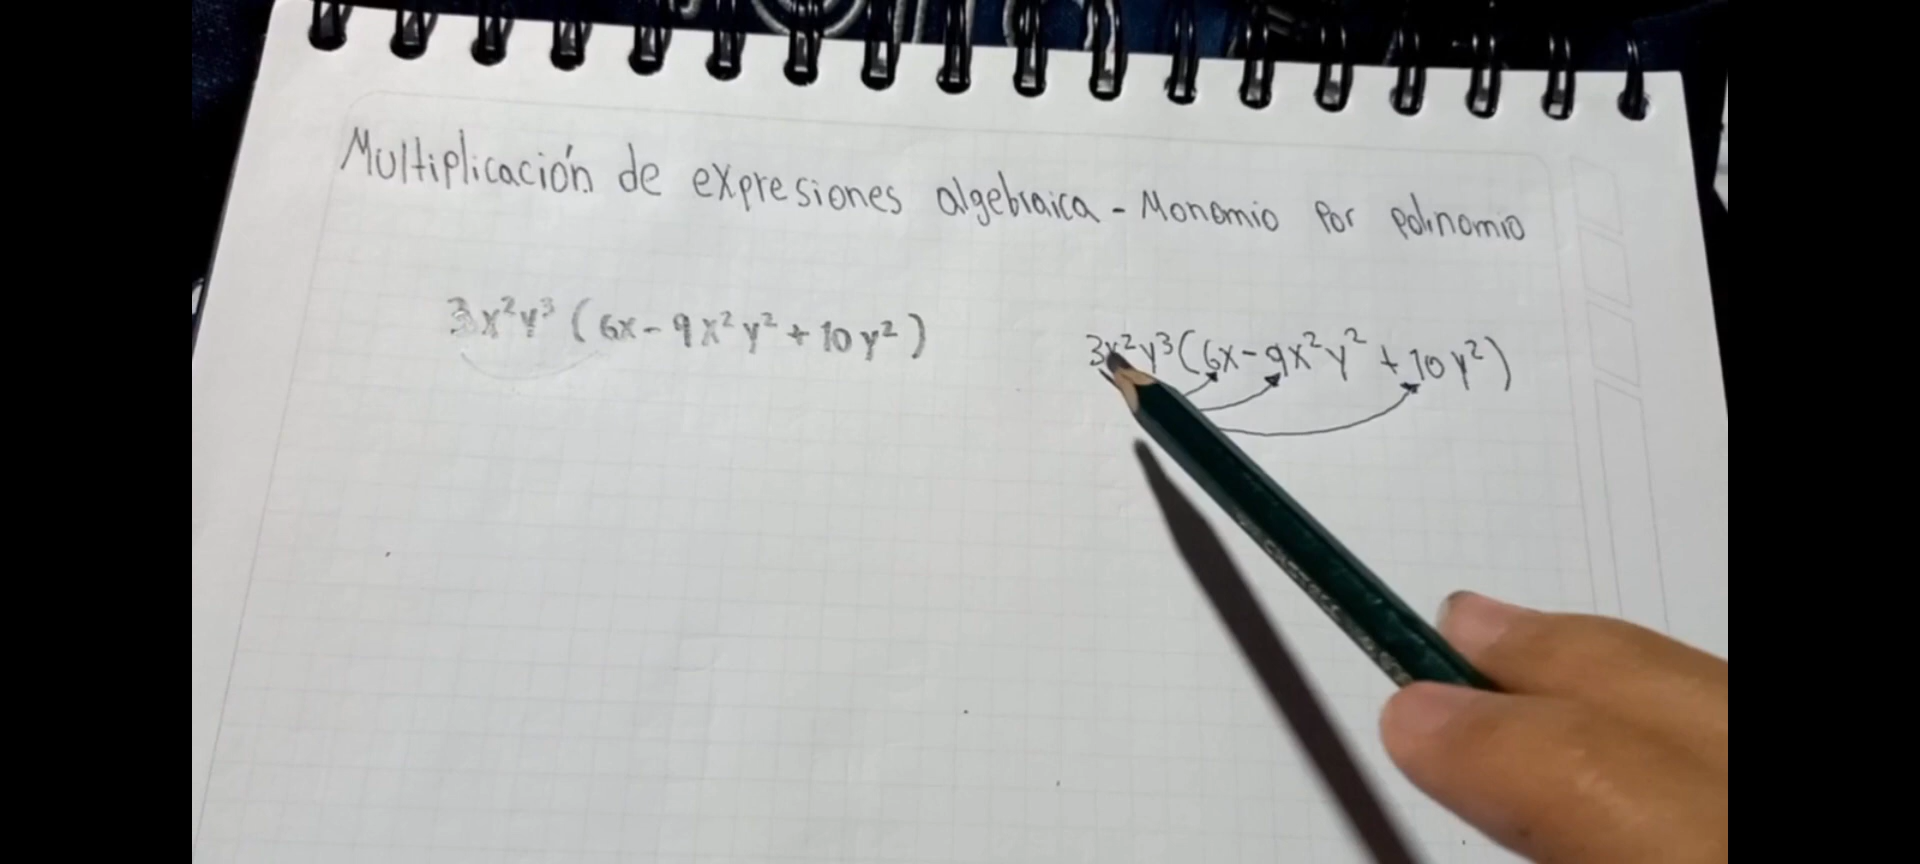 Multiplicación de expresiones algebraica - Monomio por polinomio
3x²y³ (6x - 9x²y² + 10y²)
3x²y³(6x - 9x²y² + 10y²)